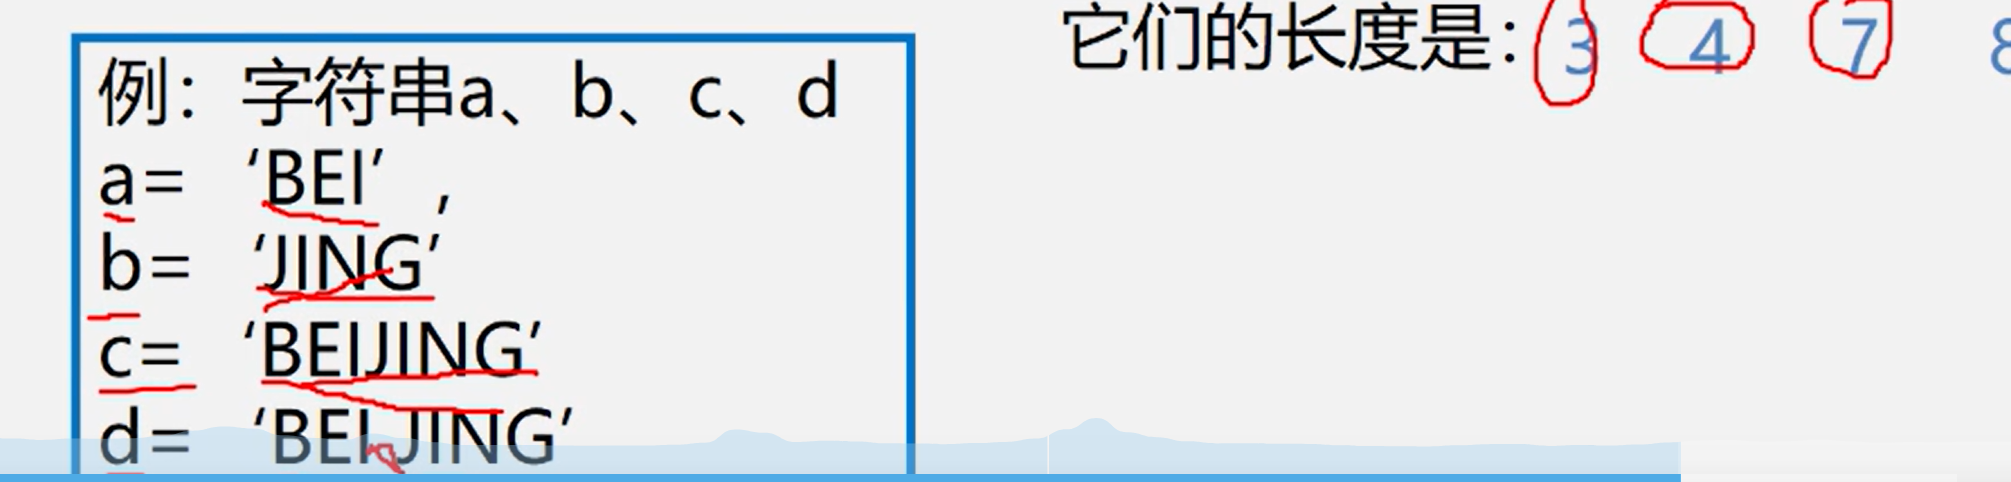 它们的长度是：3 4 7 8
例：字符串a、b、c、d
a= ‘BEI’ ，
b= ‘JING’
c= ‘BEIJING’
d= ‘BEI JING’